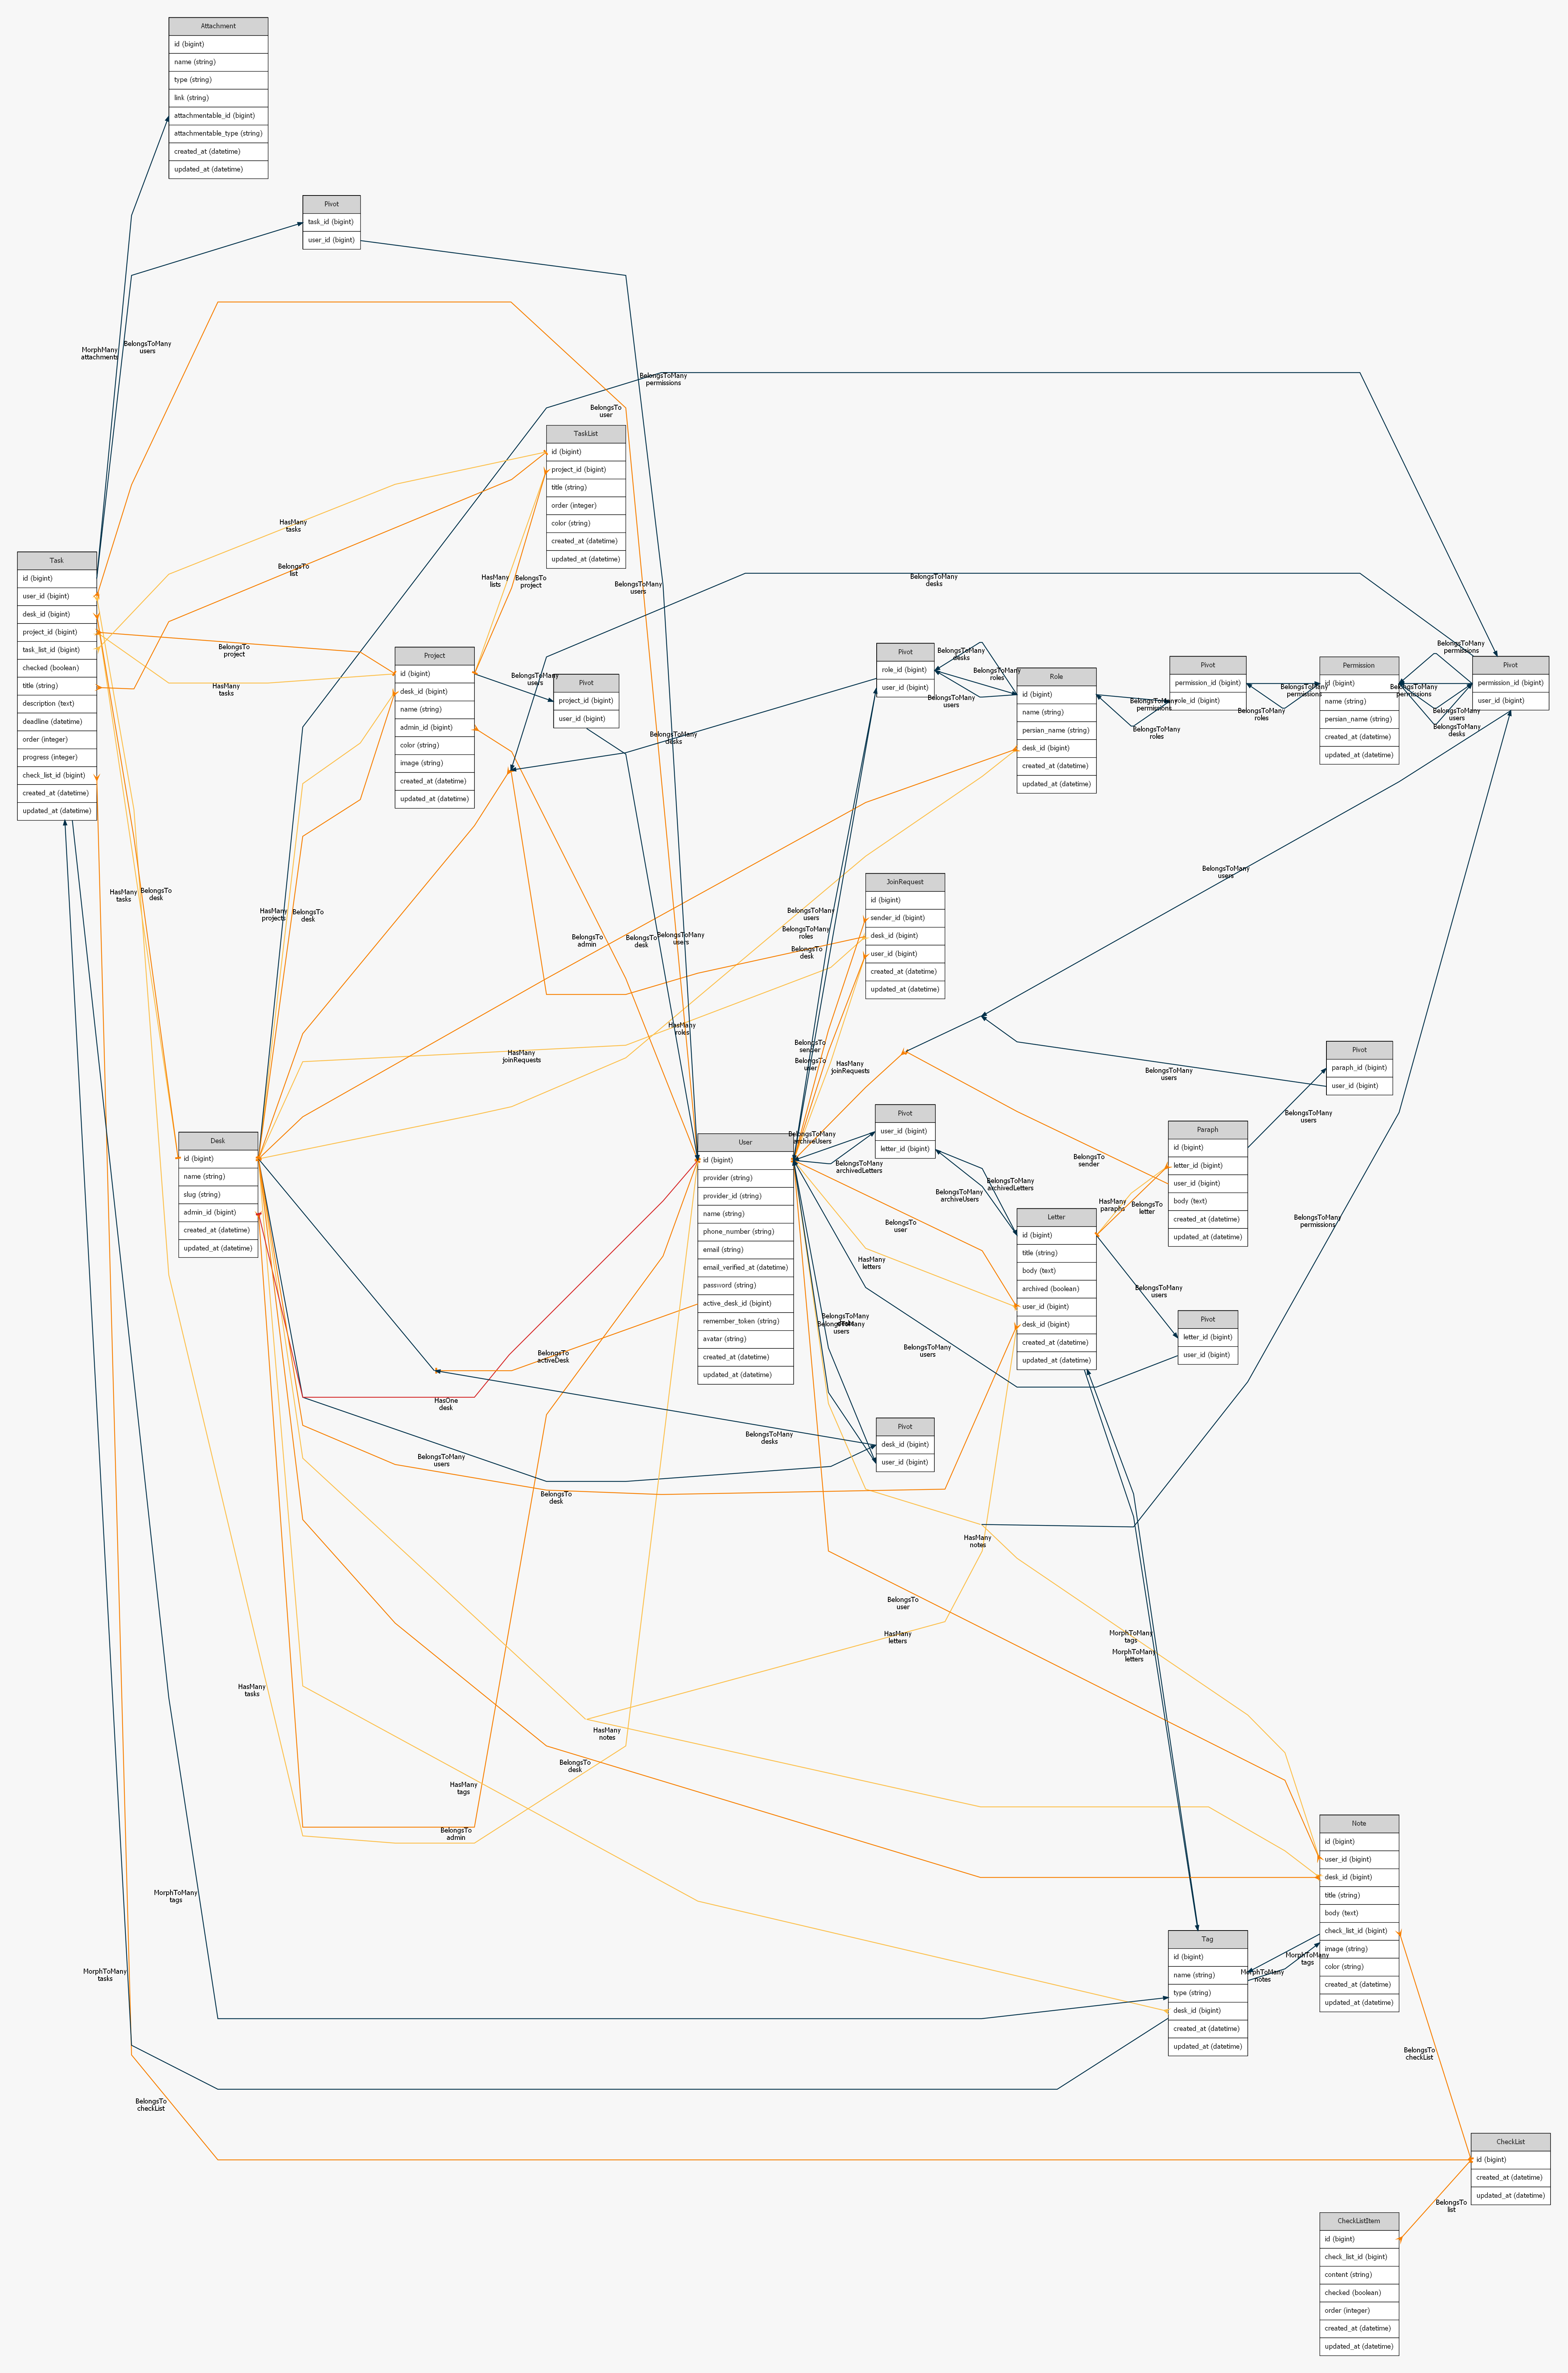 Attachment
id (bigint)
name (string)
type (string)
link (string)
attachmentable_id (bigint)
attachmentable_type (string)
created_at (datetime)
updated_at (datetime)
Pivot
task_id (bigint)
user_id (bigint)
MorphMany
attachments
BelongsToMany
users
BelongsToMany
permissions
BelongsTo
user
TaskList
id (bigint)
project_id (bigint)
title (string)
order (integer)
color (string)
created_at (datetime)
updated_at (datetime)
HasMany
tasks
BelongsTo
list
HasMany
lists
BelongsTo
project
BelongsToMany
users
BelongsToMany
desks
Task
id (bigint)
user_id (bigint)
desk_id (bigint)
project_id (bigint)
task_list_id (bigint)
checked (boolean)
title (string)
description (text)
deadline (datetime)
order (integer)
progress (integer)
check_list_id (bigint)
created_at (datetime)
updated_at (datetime)
BelongsTo
project
HasMany
tasks
Project
id (bigint)
desk_id (bigint)
name (string)
admin_id (bigint)
color (string)
image (string)
created_at (datetime)
updated_at (datetime)
BelongsToMany
users
Pivot
project_id (bigint)
user_id (bigint)
BelongsToMany
desks
Pivot
role_id (bigint)
user_id (bigint)
BelongsToMany
desks
BelongsToMany
roles
BelongsToMany
users
Role
id (bigint)
name (string)
persian_name (string)
desk_id (bigint)
created_at (datetime)
updated_at (datetime)
BelongsToMany
permissions
BelongsToMany
roles
Pivot
permission_id (bigint)
role_id (bigint)
BelongsToMany
permissions
BelongsToMany
roles
Permission
id (bigint)
name (string)
persian_name (string)
created_at (datetime)
updated_at (datetime)
BelongsToMany
permissions
BelongsToMany
permissions
BelongsToMany
users
BelongsToMany
desks
Pivot
permission_id (bigint)
user_id (bigint)
HasMany
tasks
BelongsTo
desk
HasMany
projects
BelongsTo
desk
BelongsTo
admin
BelongsTo
desk
BelongsToMany
users
BelongsToMany
users
BelongsToMany
roles
BelongsTo
desk
JoinRequest
id (bigint)
sender_id (bigint)
desk_id (bigint)
user_id (bigint)
created_at (datetime)
updated_at (datetime)
BelongsToMany
users
HasMany
roles
HasMany
joinRequests
BelongsTo
sender
BelongsTo
user
HasMany
joinRequests
BelongsToMany
users
Pivot
paraph_id (bigint)
user_id (bigint)
Desk
id (bigint)
name (string)
slug (string)
admin_id (bigint)
created_at (datetime)
updated_at (datetime)
User
id (bigint)
provider (string)
provider_id (string)
name (string)
phone_number (string)
email (string)
email_verified_at (datetime)
password (string)
active_desk_id (bigint)
remember_token (string)
avatar (string)
created_at (datetime)
updated_at (datetime)
BelongsToMany
archiveUsers
BelongsToMany
archivedLetters
Pivot
user_id (bigint)
letter_id (bigint)
BelongsToMany
archivedLetters
BelongsToMany
archiveUsers
BelongsTo
sender
BelongsToMany
users
Paraph
id (bigint)
letter_id (bigint)
user_id (bigint)
body (text)
created_at (datetime)
updated_at (datetime)
HasMany
paraphs
BelongsTo
letter
Letter
id (bigint)
title (string)
body (text)
archived (boolean)
user_id (bigint)
desk_id (bigint)
created_at (datetime)
updated_at (datetime)
BelongsTo
user
HasMany
letters
BelongsToMany
permissions
BelongsToMany
users
Pivot
letter_id (bigint)
user_id (bigint)
BelongsToMany
BelongsToMany
users
BelongsToMany
users
BelongsTo
activeDesk
HasOne
desk
BelongsToMany
desks
Pivot
desk_id (bigint)
user_id (bigint)
BelongsToMany
users
BelongsTo
desk
HasMany
notes
BelongsTo
user
HasMany
letters
MorphToMany
tags
MorphToMany
letters
HasMany
tasks
HasMany
notes
BelongsTo
desk
HasMany
tags
BelongsTo
admin
Note
id (bigint)
user_id (bigint)
desk_id (bigint)
title (string)
body (text)
check_list_id (bigint)
image (string)
color (string)
created_at (datetime)
updated_at (datetime)
MorphToMany
tags
MorphToMany
tags
MorphToMany
notes
Tag
id (bigint)
name (string)
type (string)
desk_id (bigint)
created_at (datetime)
updated_at (datetime)
MorphToMany
tasks
BelongsTo
checkList
BelongsTo
checkList
CheckList
id (bigint)
created_at (datetime)
updated_at (datetime)
BelongsTo
list
CheckListItem
id (bigint)
check_list_id (bigint)
content (string)
checked (boolean)
order (integer)
created_at (datetime)
updated_at (datetime)